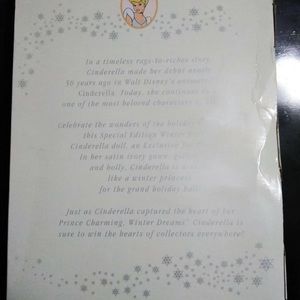 In a timeless rags-to-riches story,
Cinderella made her debut nearly
50 years ago in Walt Disney's animated
Cinderella. Today, she continues
one of the most beloved characters
Celebrate the wonders of the holiday
this Special Edition Winter
Cinderella doll, an Exclusive
In her satin ivory gown
and holly, Cinderella is
like a winter princess
for the grand holiday ball.
Just as Cinderella captured the heart of her
Prince Charming, Winter Dreams™ Cinderella is
sure to win the hearts of collectors everywhere!